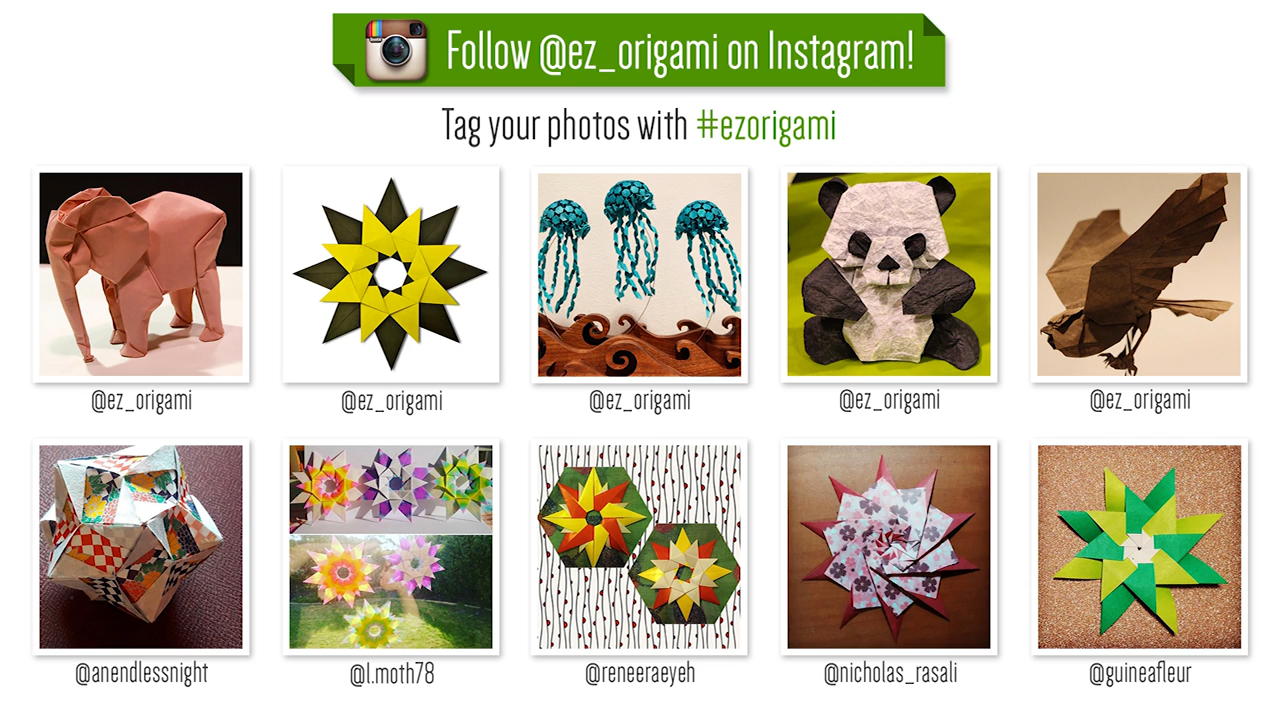 Follow @ez_origami on Instagram!
Tag your photos with #ezorigami
@ez_origami
@ez_origami
@ez_origami
@ez_origami
@ez_origami
@anendlessnight
@l.moth78
@reneeraeyeh
@nicholas_rasali
@guineafleur